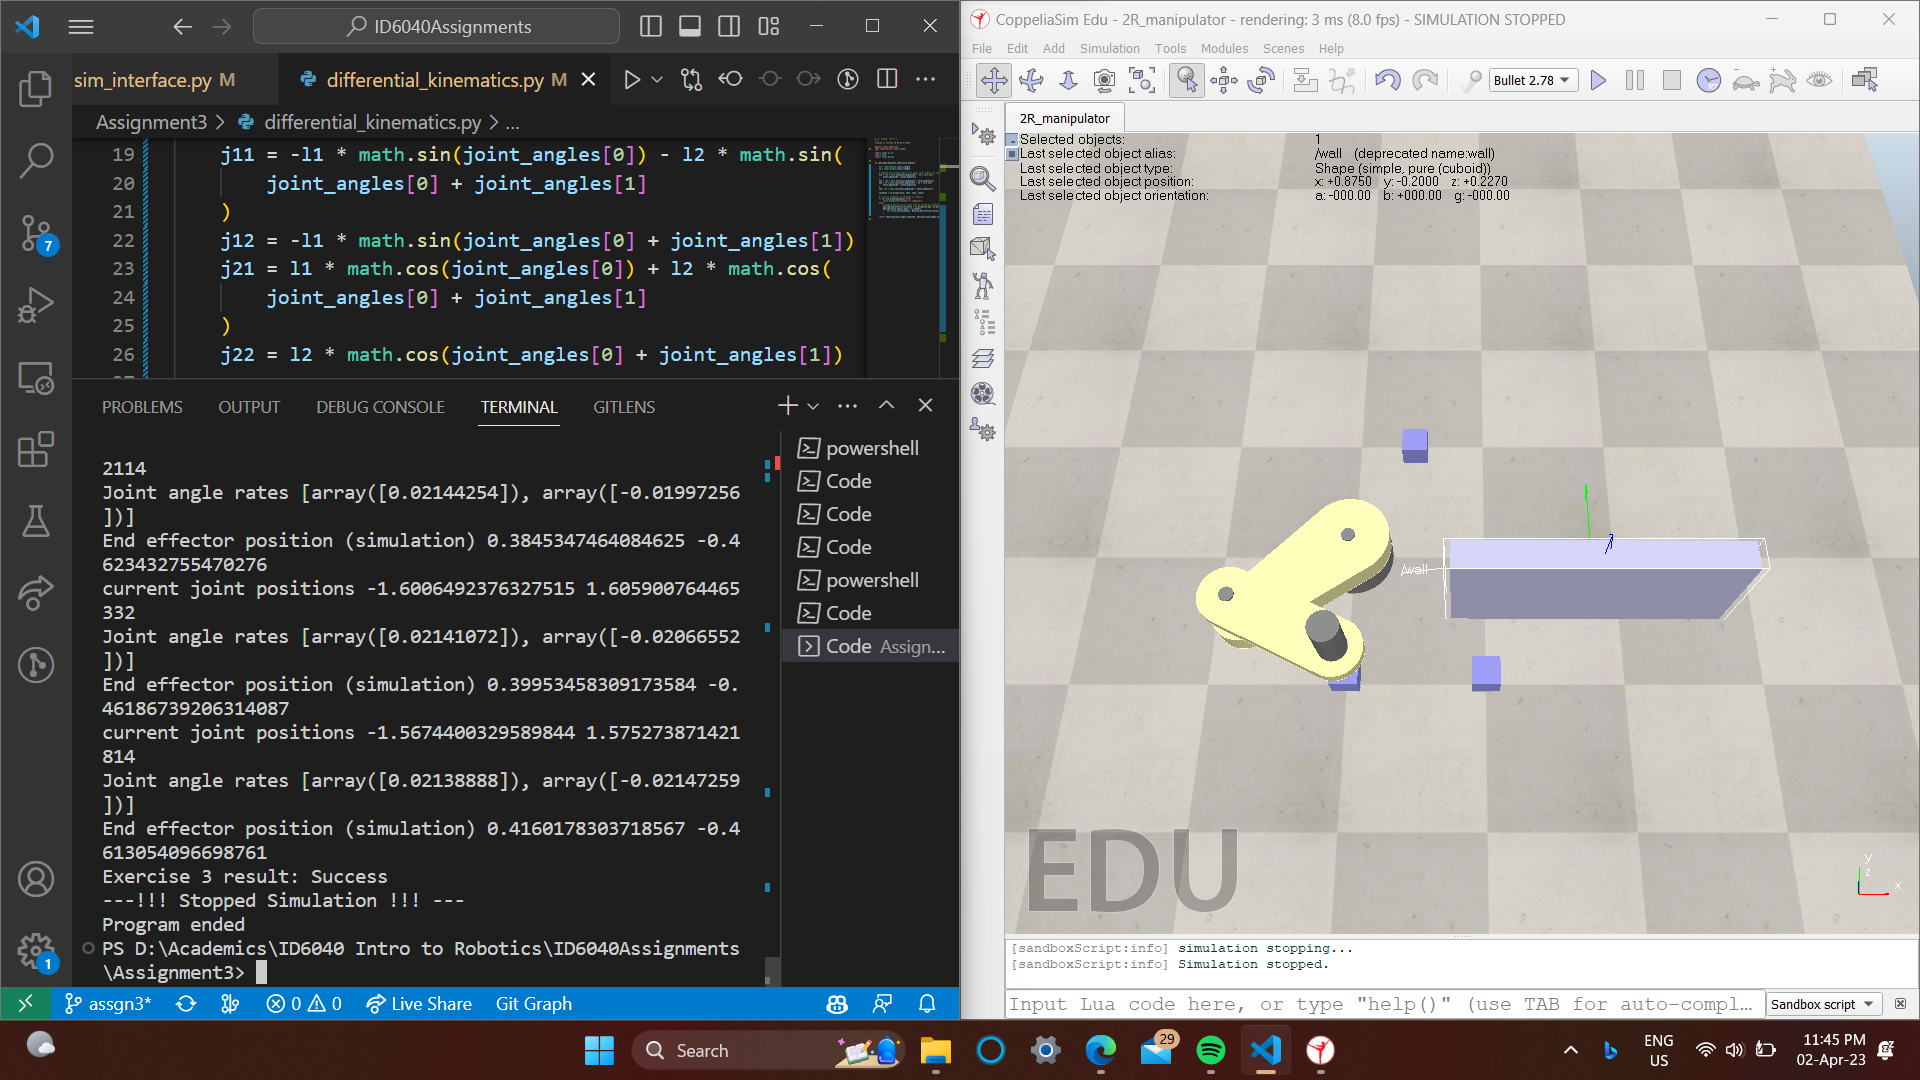 ID6040Assignments
sim_interface.py M
differential_kinematics.py M
Assignment3 > differential_kinematics.py > ...
19 j11 = -l1 * math.sin(joint_angles[0]) - l2 * math.sin(
20 joint_angles[0] + joint_angles[1]
21 )
22 j12 = -l1 * math.sin(joint_angles[0] + joint_angles[1])
23 j21 = l1 * math.cos(joint_angles[0]) + l2 * math.cos(
24 joint_angles[0] + joint_angles[1]
25 )
26 j22 = l2 * math.cos(joint_angles[0] + joint_angles[1])
PROBLEMS OUTPUT DEBUG CONSOLE TERMINAL GITLENS
2114
Joint angle rates [array([0.02144254]), array([-0.01997256
])]
End effector position (simulation) 0.3845347464084625 -0.4
623432755470276
current joint positions -1.6006492376327515 1.605900764465
332
Joint angle rates [array([0.02141072]), array([-0.02066552
])]
End effector position (simulation) 0.39953458309173584 -0.
46186739206314087
current joint positions -1.5674400329589844 1.575273871421
814
Joint angle rates [array([0.02138888]), array([-0.02147259
])]
End effector position (simulation) 0.4160178303718567 -0.4
613054096698761
Exercise 3 result: Success
---!!! Stopped Simulation !!! ---
Program ended
PS D:\Academics\ID6040 Intro to Robotics\ID6040Assignments
\Assignment3>
powershell
Code
Code
Code
powershell
Code
Code Assign...
7
1
assgn3* 0 0 Live Share Git Graph
CoppeliaSim Edu - 2R_manipulator - rendering: 3 ms (8.0 fps) - SIMULATION STOPPED
File Edit Add Simulation Tools Modules Scenes Help
Bullet 2.78
2R_manipulator
Selected objects: 1
Last selected object alias: /wall (deprecated name:wall)
Last selected object type: Shape (simple, pure (cuboid))
Last selected object position: x: +0.8750 y: -0.2000 z: +0.2270
Last selected object orientation: a: -000.00 b: +000.00 g: -000.00
/wall
EDU
y
z
x
[sandboxScript:info] simulation stopping...
[sandboxScript:info] Simulation stopped.
Input Lua code here, or type "help()" (use TAB for auto-compl...
Sandbox script
Search
29
ENG
US
11:45 PM
02-Apr-23